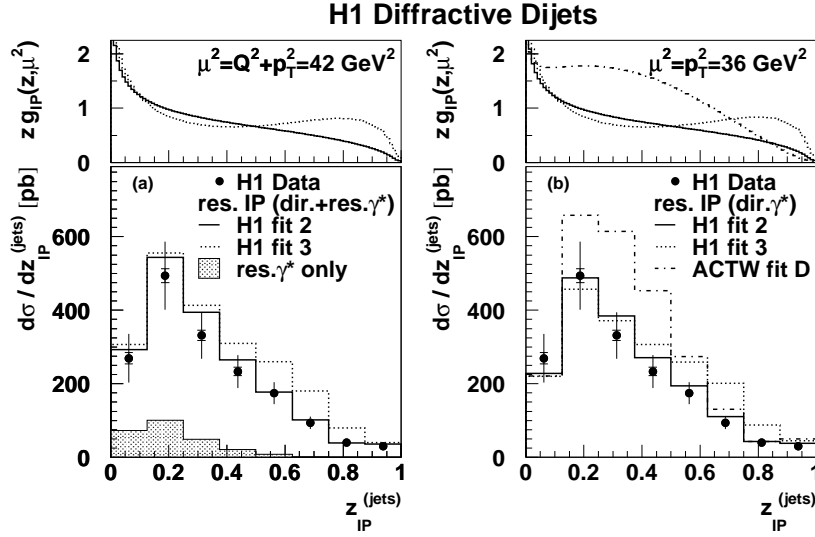 H1 Diffractive Dijets
z g_IP(z,μ²)
2
1
0
μ²=Q²+p_T²=42 GeV²
dσ / dz_IP^(jets) [pb]
600
400
200
0
(a)
H1 Data
res. IP (dir.+res.γ*)
H1 fit 2
H1 fit 3
res.γ* only
0 0.2 0.4 0.6 0.8 1
z_IP^(jets)
z g_IP(z,μ²)
2
1
0
μ²=p_T²=36 GeV²
dσ / dz_IP^(jets) [pb]
600
400
200
0
(b)
H1 Data
res. IP (dir.γ*)
H1 fit 2
H1 fit 3
ACTW fit D
0 0.2 0.4 0.6 0.8 1
z_IP^(jets)